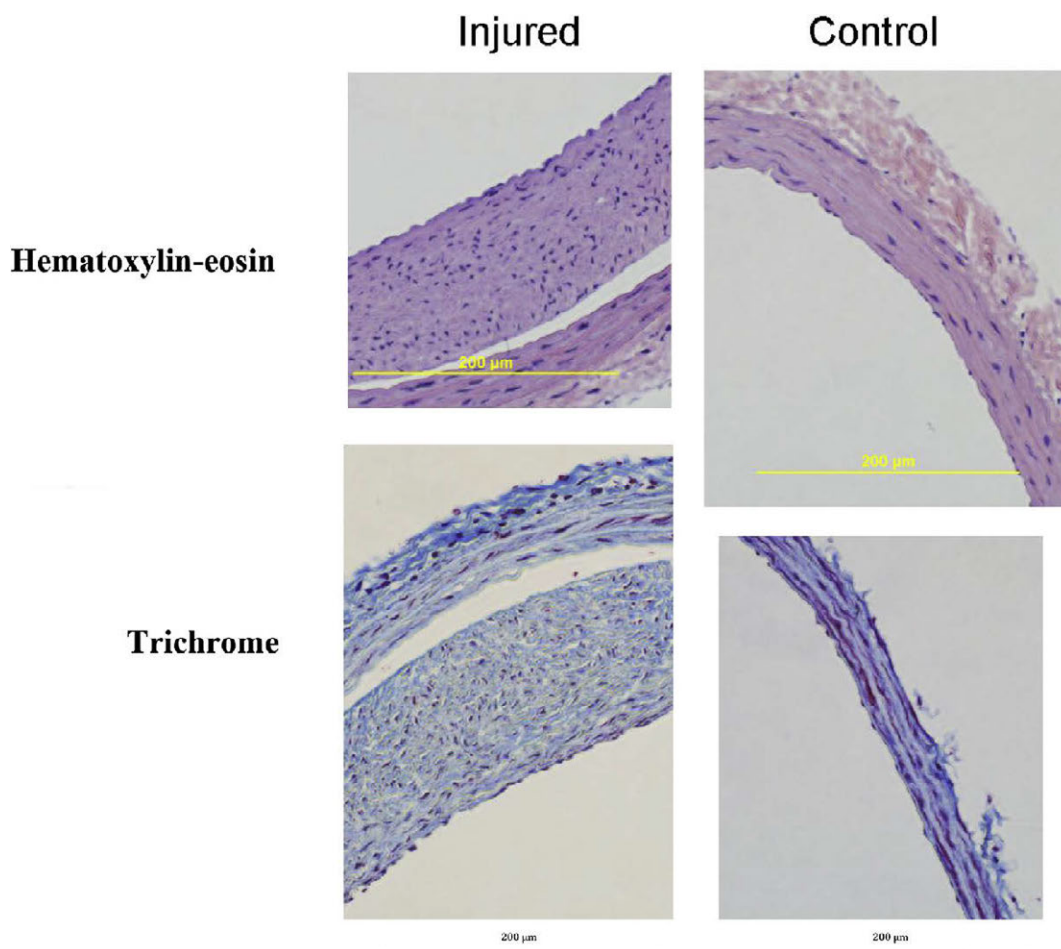 Injured
Control
Hematoxylin-eosin
200 µm
200 µm
Trichrome
200 µm
200 µm